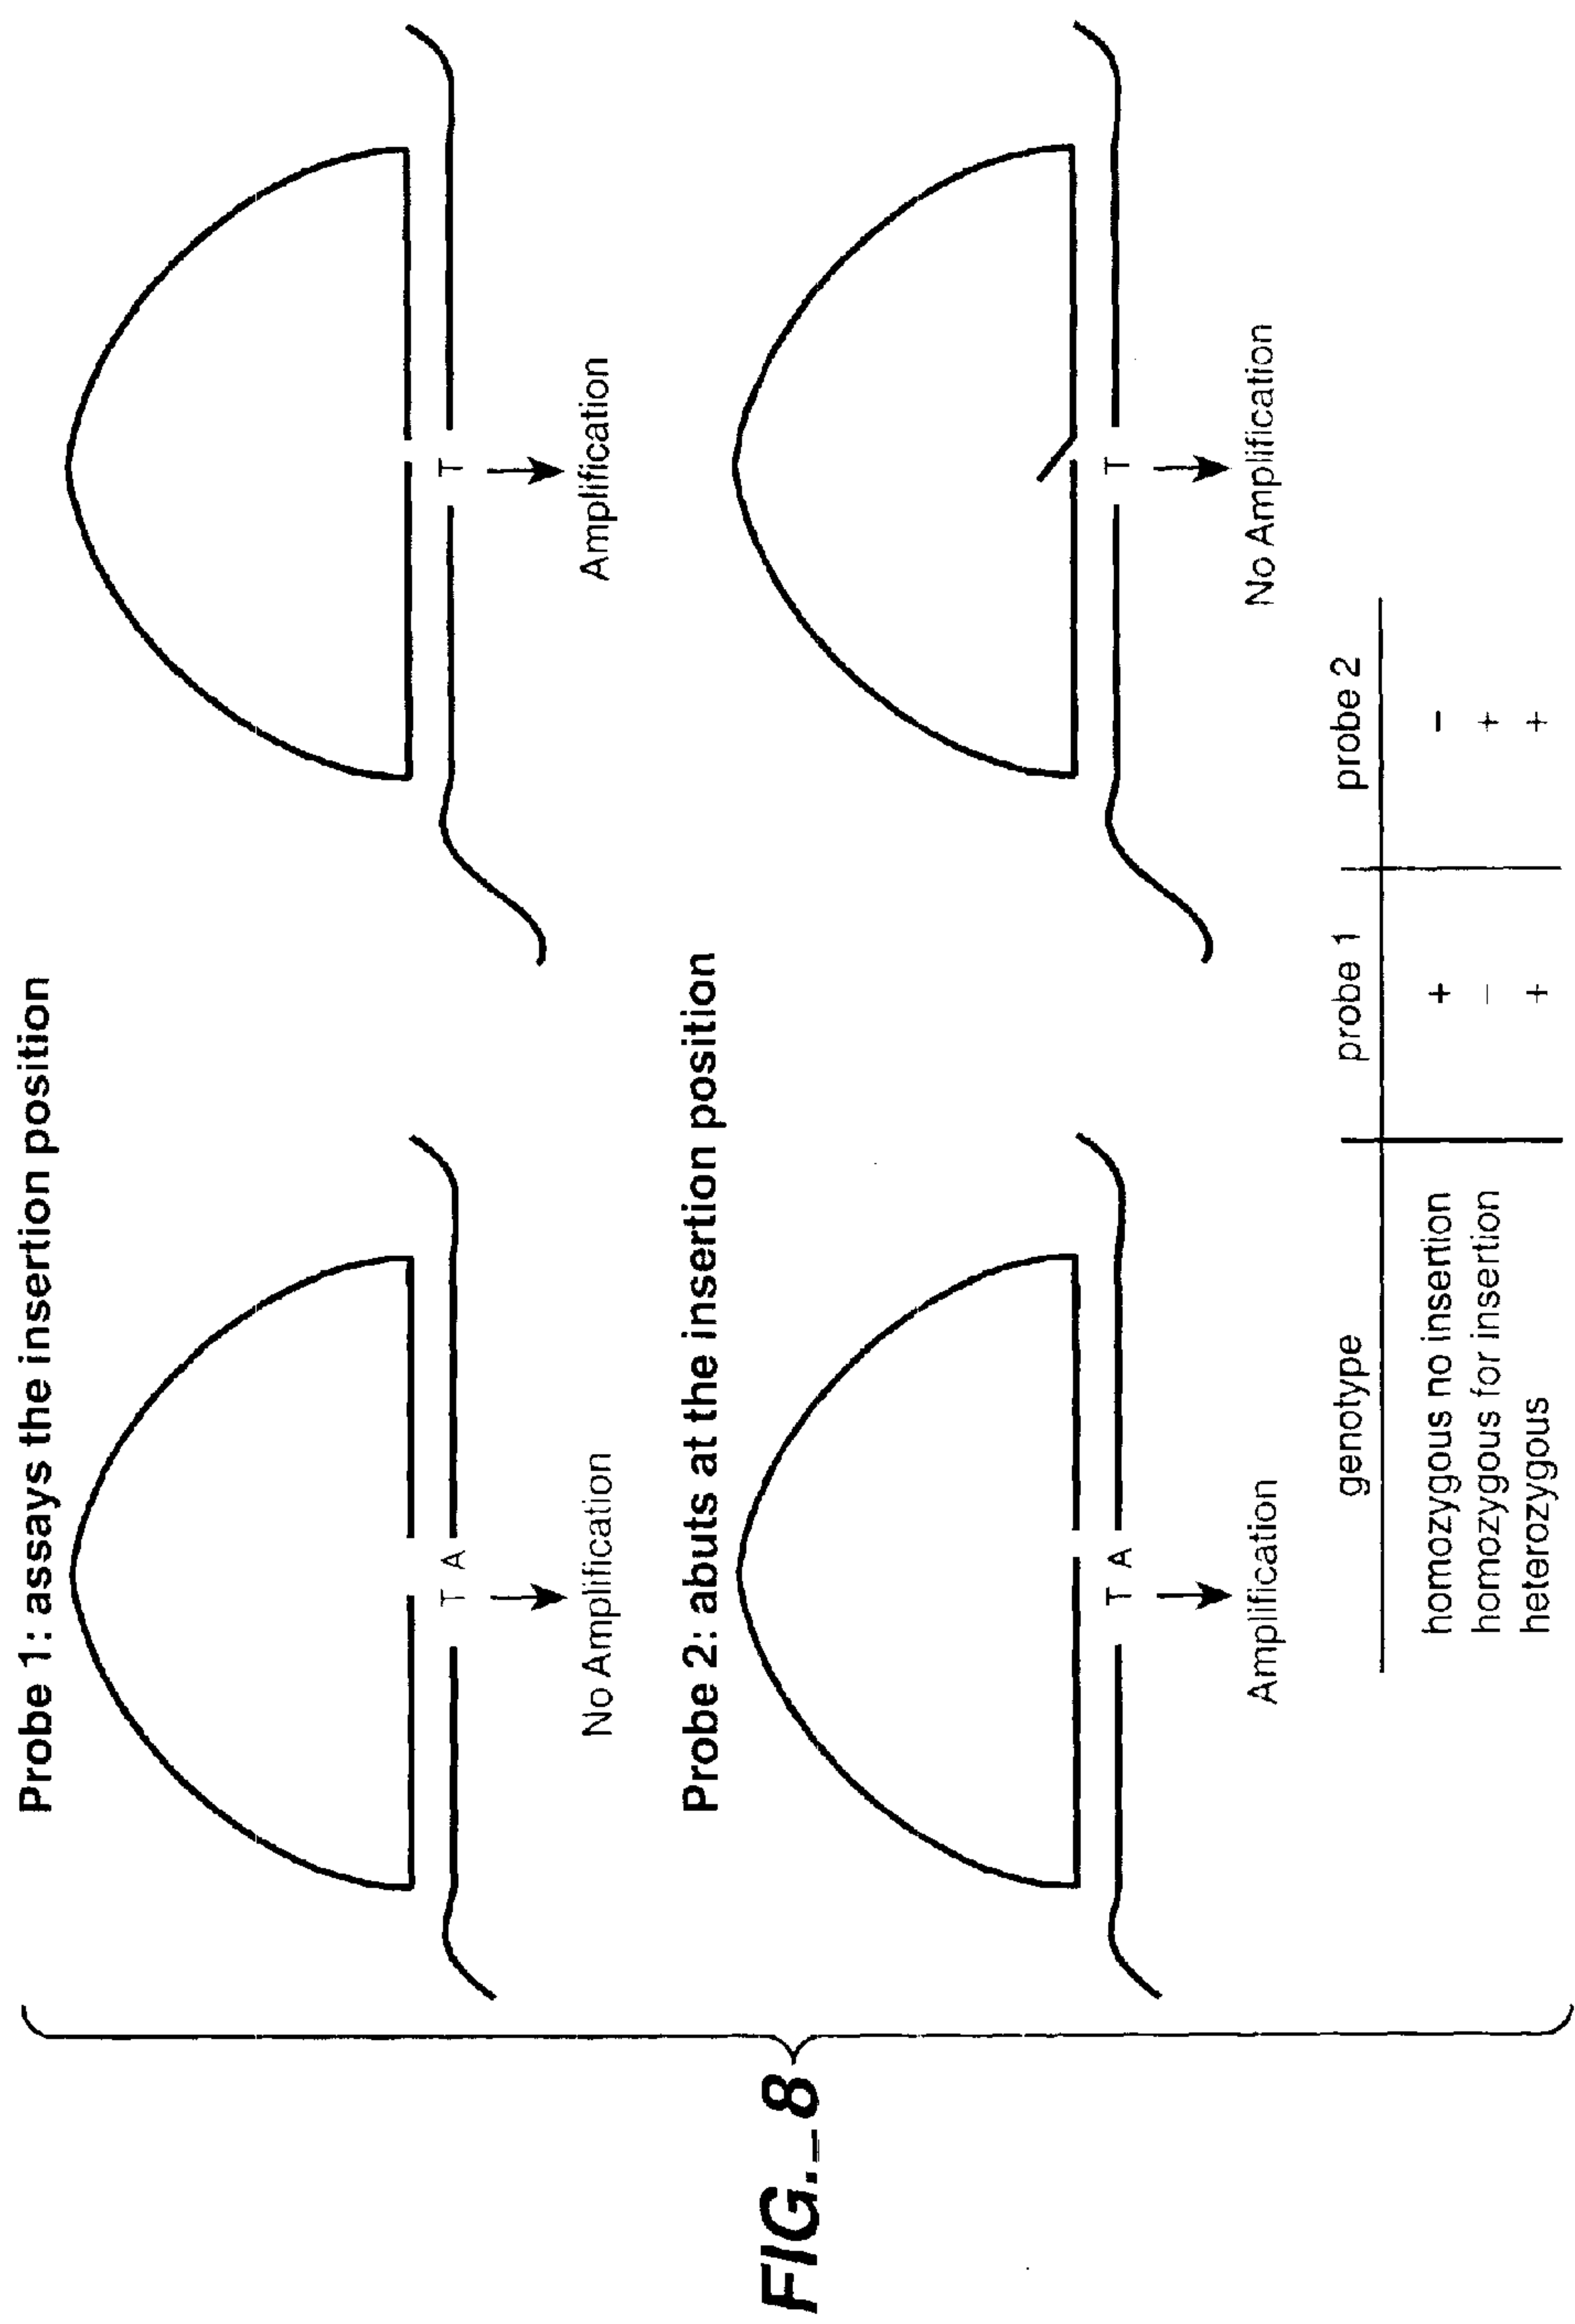 Probe 1: assays the insertion position
T A
T
No Amplification
Amplification
Probe 2: abuts at the insertion position
T A
T
Amplification
No Amplification
genotype probe 1 probe 2
homozygous no insertion + -
homozygous for insertion - +
heterozygous + +
FIG._8